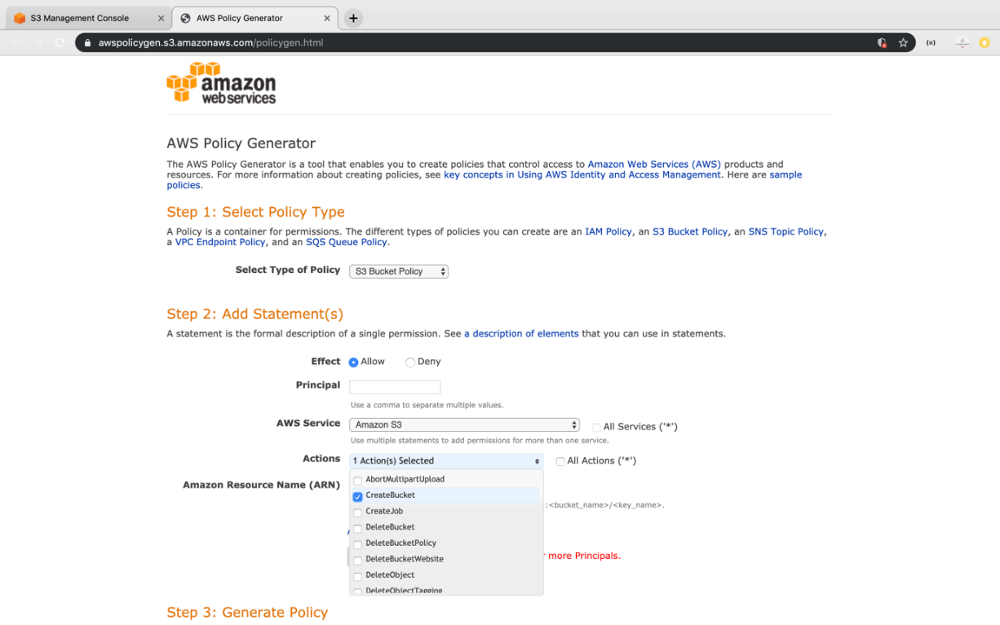 S3 Management Console
AWS Policy Generator
awspolicygen.s3.amazonaws.com/policygen.html
amazon
webservices
AWS Policy Generator
The AWS Policy Generator is a tool that enables you to create policies that control access to Amazon Web Services (AWS) products and
resources. For more information about creating policies, see key concepts in Using AWS Identity and Access Management. Here are sample
policies.
Step 1: Select Policy Type
A Policy is a container for permissions. The different types of policies you can create are an IAM Policy, an S3 Bucket Policy, an SNS Topic Policy,
a VPC Endpoint Policy, and an SQS Queue Policy.
Select Type of Policy S3 Bucket Policy
Step 2: Add Statement(s)
A statement is the formal description of a single permission. See a description of elements that you can use in statements.
Effect Allow Deny
Principal
Use a comma to separate multiple values.
AWS Service Amazon S3 All Services ('*')
Use multiple statements to add permissions for more than one service.
Actions 1 Action(s) Selected All Actions ('*')
AbortMultipartUpload
Amazon Resource Name (ARN)
CreateBucket
:<bucket_name>/<key_name>.
CreateJob
DeleteBucket
DeleteBucketPolicy
more Principals.
DeleteBucketWebsite
DeleteObject
DeleteObjectTagging
Step 3: Generate Policy